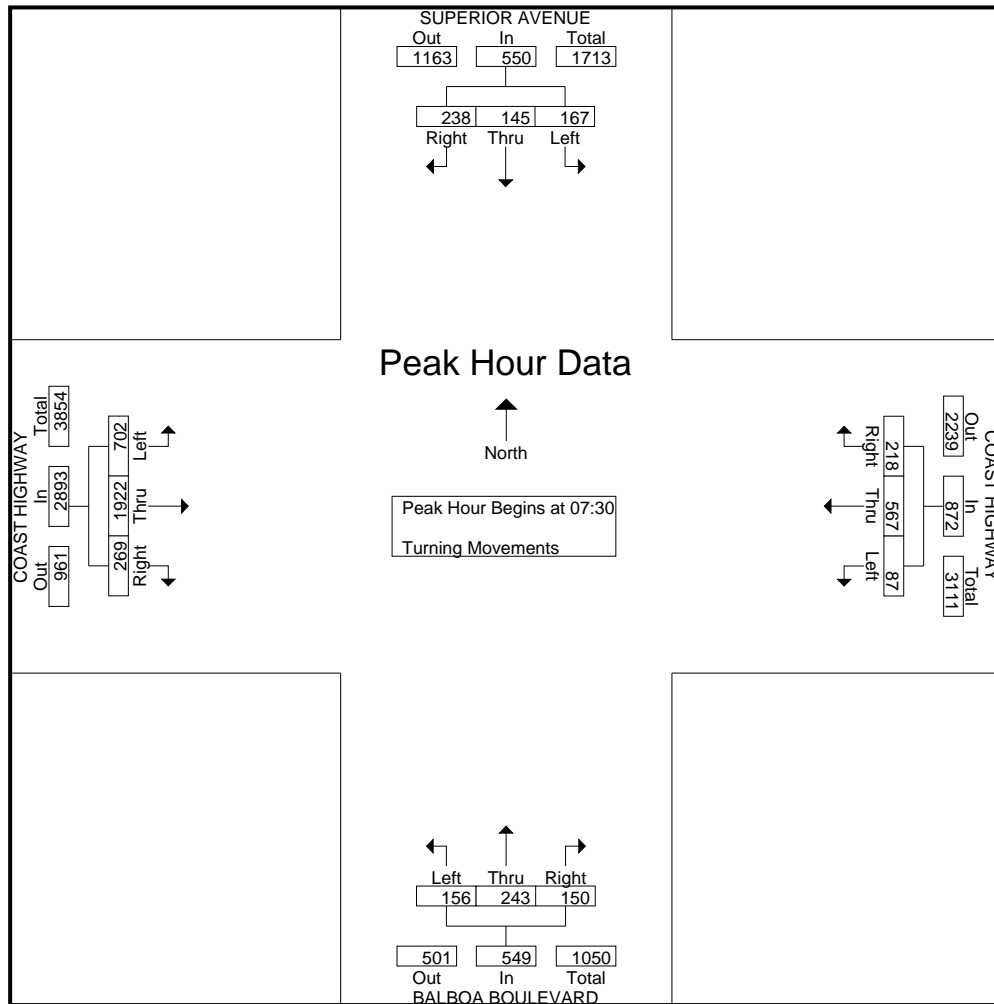 SUPERIOR AVENUE
Out In Total
1163 550 1713
238 145 167
Right Thru Left
Peak Hour Data
North
Peak Hour Begins at 07:30
Turning Movements
COAST HIGHWAY
Out In Total
961 2893 3854
269 1922 702
Right Thru Left
COAST HIGHWAY
Out In Total
2239 872 3111
218 567 87
Right Thru Left
Left Thru Right
156 243 150
501 549 1050
Out In Total
BALBOA BOULEVARD